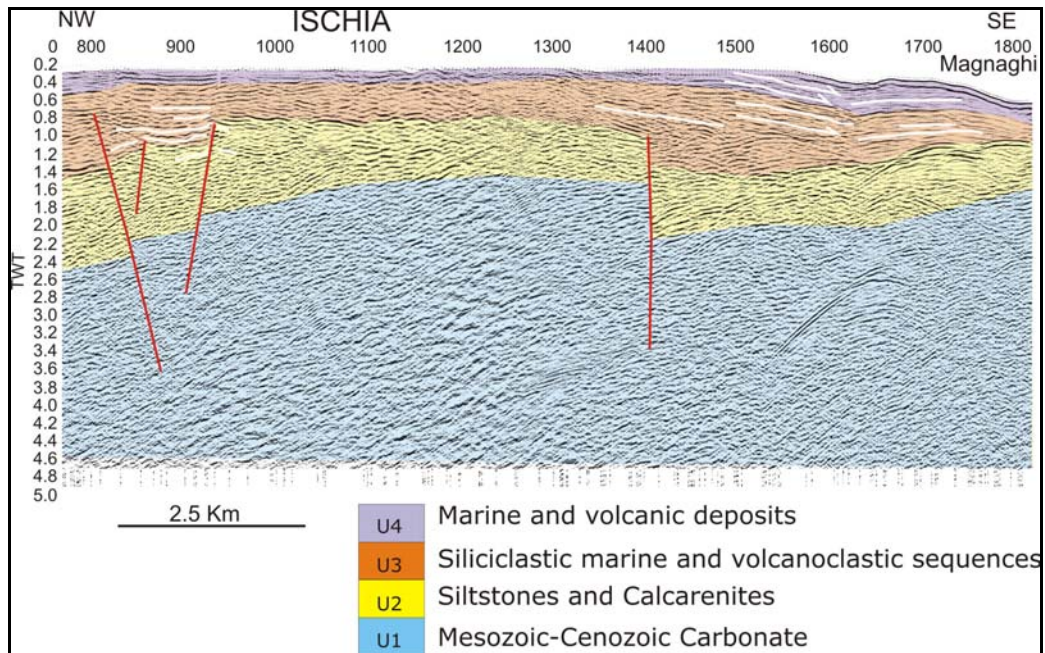 NW ISCHIA SE
0 800 900 1000 1100 1200 1300 1400 1500 1600 1700 1800
Magnaghi
0.2
0.4
0.6
0.8
1.0
1.2
1.4
1.6
1.8
2.0
2.2
2.4
2.6
2.8
3.0
3.2
3.4
3.6
3.8
4.0
4.2
4.4
4.6
4.8
5.0
TWT
2.5 Km
U4 Marine and volcanic deposits
U3 Siliciclastic marine and volcanoclastic sequences
U2 Siltstones and Calcarenites
U1 Mesozoic-Cenozoic Carbonate